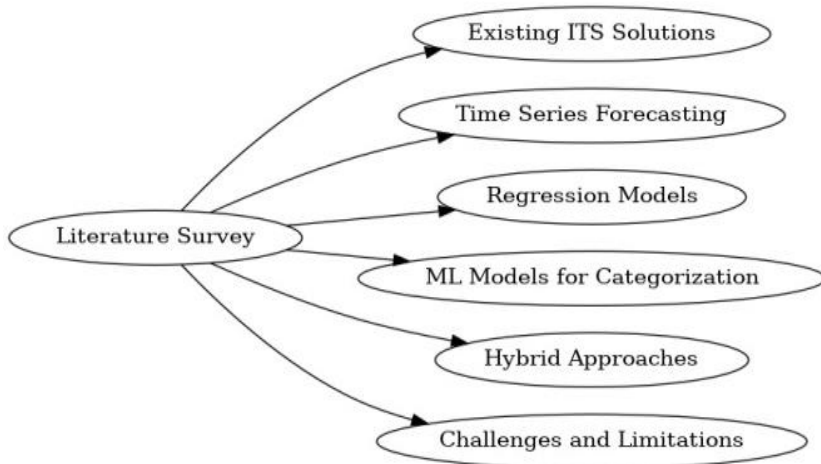 Existing ITS Solutions
Time Series Forecasting
Regression Models
Literature Survey
ML Models for Categorization
Hybrid Approaches
Challenges and Limitations